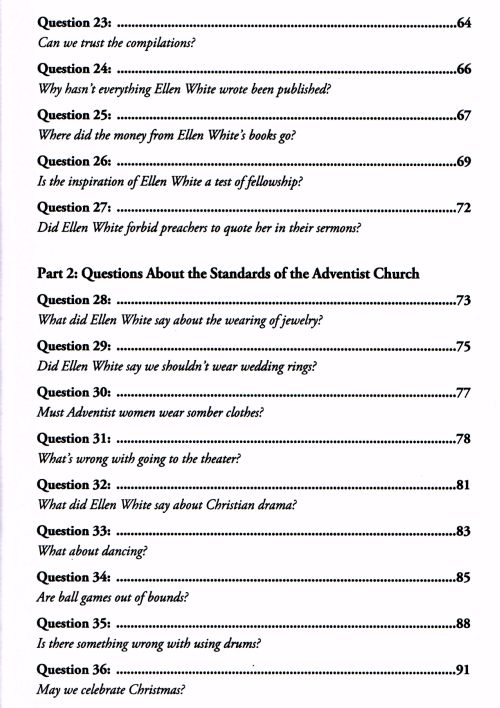 Question 23: ....................................................................................64
Can we trust the compilations?
Question 24: ....................................................................................66
Why hasn't everything Ellen White wrote been published?
Question 25: ....................................................................................67
Where did the money from Ellen White's books go?
Question 26: ....................................................................................69
Is the inspiration of Ellen White a test of fellowship?
Question 27: ....................................................................................72
Did Ellen White forbid preachers to quote her in their sermons?
Part 2: Questions About the Standards of the Adventist Church
Question 28: ....................................................................................73
What did Ellen White say about the wearing of jewelry?
Question 29: ....................................................................................75
Did Ellen White say we shouldn't wear wedding rings?
Question 30: ....................................................................................77
Must Adventist women wear somber clothes?
Question 31: ....................................................................................78
What's wrong with going to the theater?
Question 32: ....................................................................................81
What did Ellen White say about Christian drama?
Question 33: ....................................................................................83
What about dancing?
Question 34: ....................................................................................85
Are ball games out of bounds?
Question 35: ....................................................................................88
Is there something wrong with using drums?
Question 36: ....................................................................................91
May we celebrate Christmas?